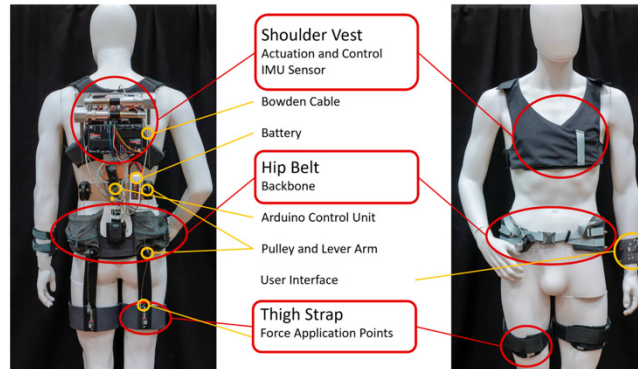 Shoulder Vest
Actuation and Control
IMU Sensor
Bowden Cable
Battery
Hip Belt
Backbone
Arduino Control Unit
Pulley and Lever Arm
User Interface
Thigh Strap
Force Application Points